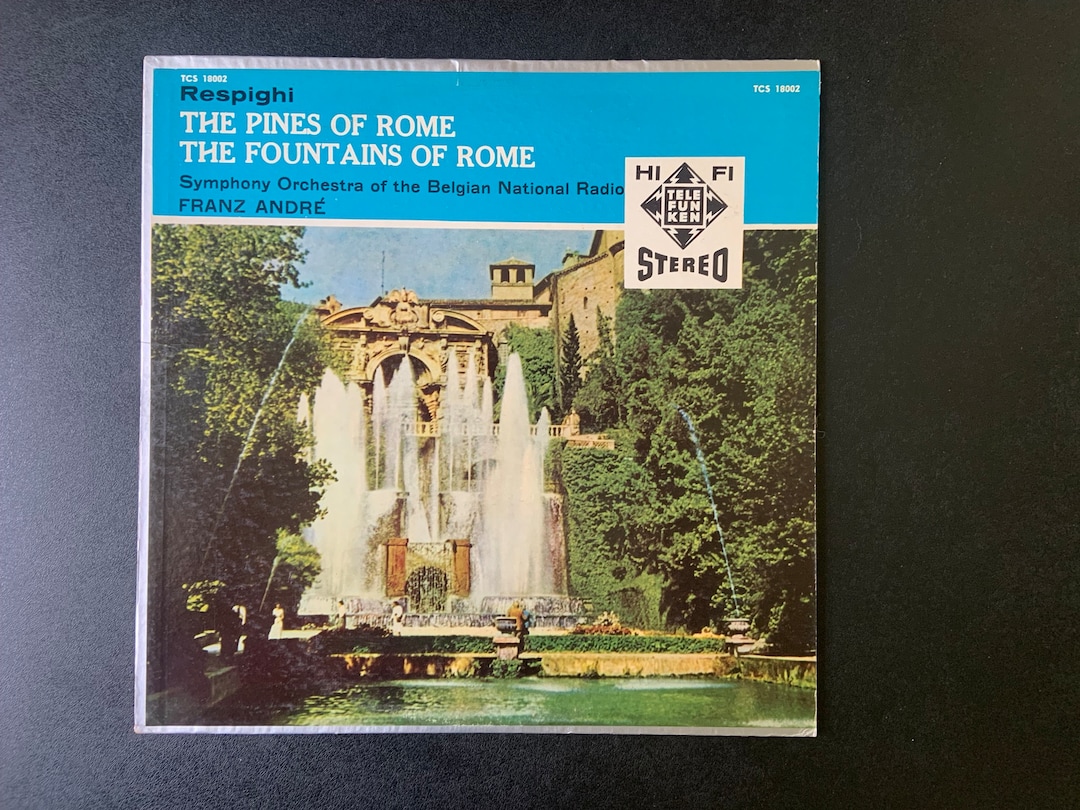 TCS 18002
TCS 18002
Respighi
THE PINES OF ROME
THE FOUNTAINS OF ROME
Symphony Orchestra of the Belgian National Radio
FRANZ ANDRÉ
HI FI
TELE
FUN
KEN
STEREO